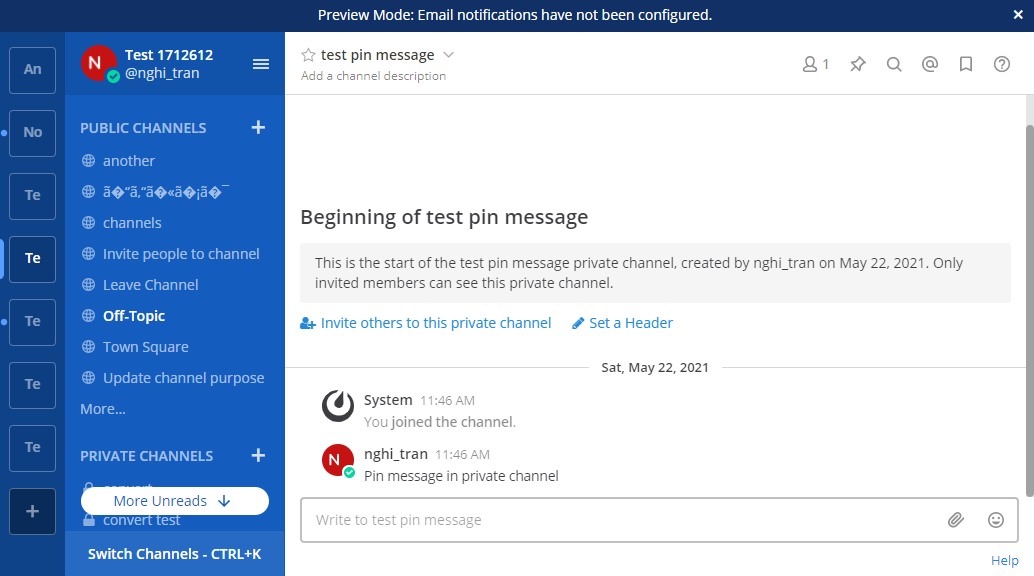 Preview Mode: Email notifications have not been configured.
An
No
Te
Te
Te
Te
Te
Test 1712612
@nghi_tran
PUBLIC CHANNELS
another
channels
Invite people to channel
Leave Channel
Off-Topic
Town Square
Update channel purpose
More...
PRIVATE CHANNELS
convert
More Unreads
convert test
Switch Channels - CTRL+K
test pin message
Add a channel description
1
Beginning of test pin message
This is the start of the test pin message private channel, created by nghi_tran on May 22, 2021. Only
invited members can see this private channel.
Invite others to this private channel
Set a Header
Sat, May 22, 2021
System 11:46 AM
You joined the channel.
N
nghi_tran 11:46 AM
Pin message in private channel
Write to test pin message
Help